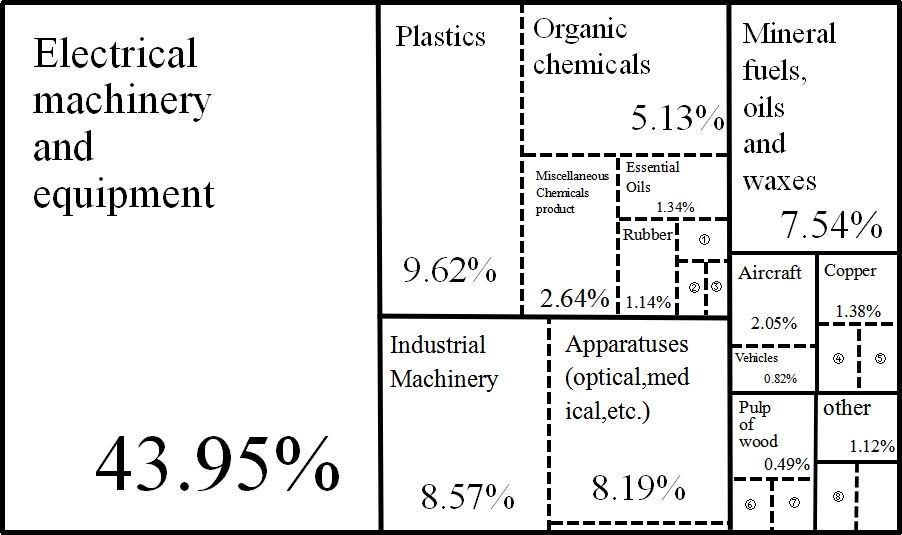 Electrical
machinery
and
equipment
43.95%
Plastics
9.62%
Organic
chemicals
5.13%
Miscellaneous
Chemicals
product
2.64%
Essential
Oils
1.34%
Rubber
1.14%
①
②
③
Industrial
Machinery
8.57%
Apparatuses
(optical,med
ical,etc.)
8.19%
Mineral
fuels,
oils
and
waxes
7.54%
Aircraft
2.05%
Vehicles
0.82%
Copper
1.38%
④
⑤
Pulp
of
wood
0.49%
⑥
⑦
other
1.12%
⑧